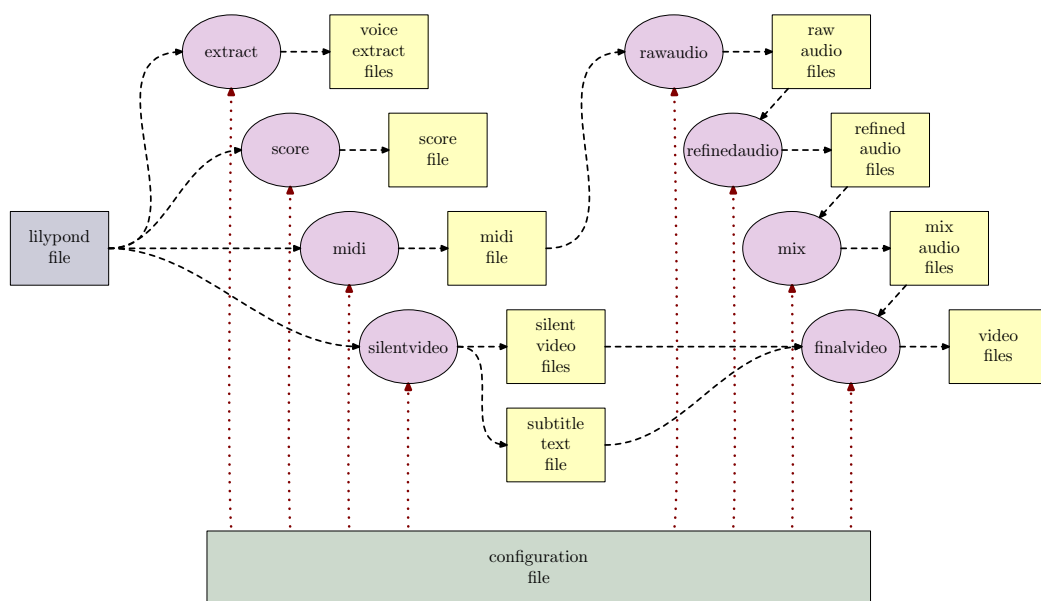 extract
voice
extract
files
rawaudio
raw
audio
files
score
score
file
refinedaudio
refined
audio
files
lilypond
file
midi
midi
file
mix
mix
audio
files
silentvideo
silent
video
files
finalvideo
video
files
subtitle
text
file
configuration
file